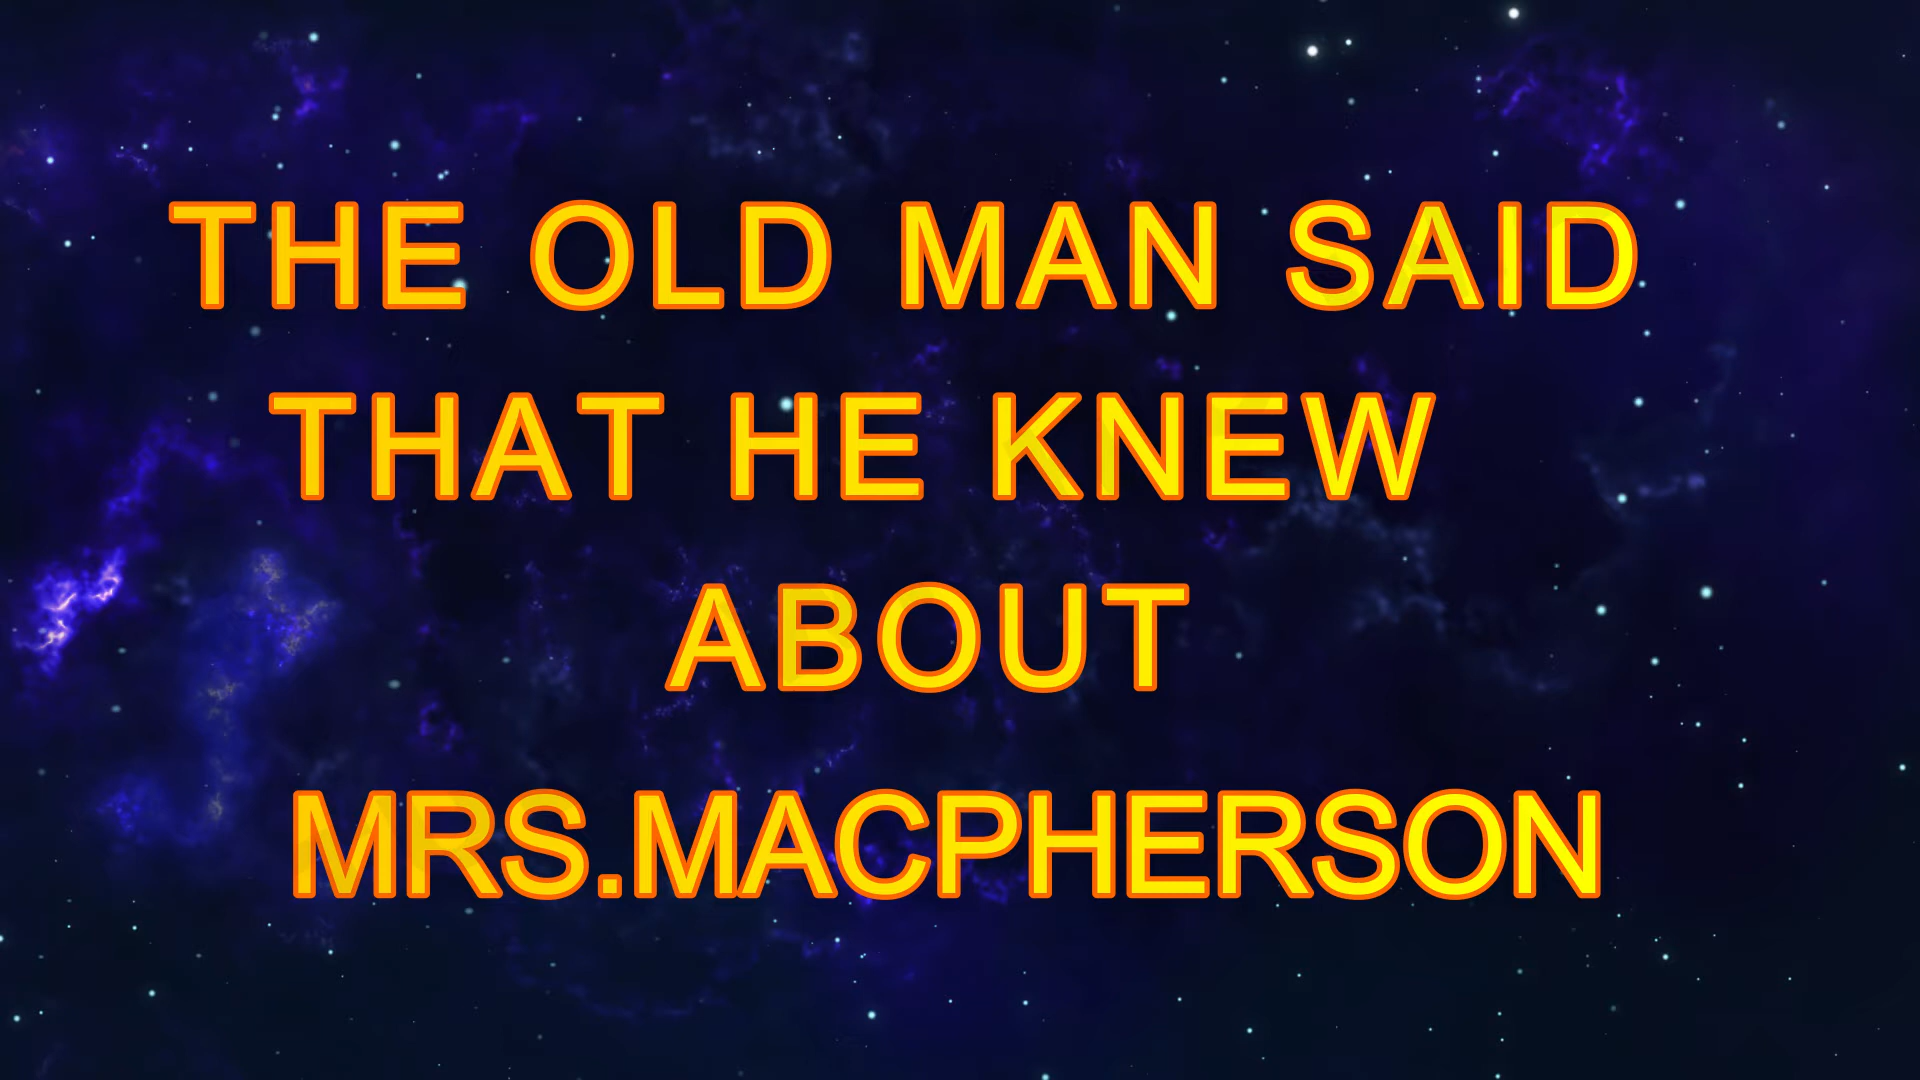 THE OLD MAN SAID
THAT HE KNEW
ABOUT
MRS.MACPHERSON